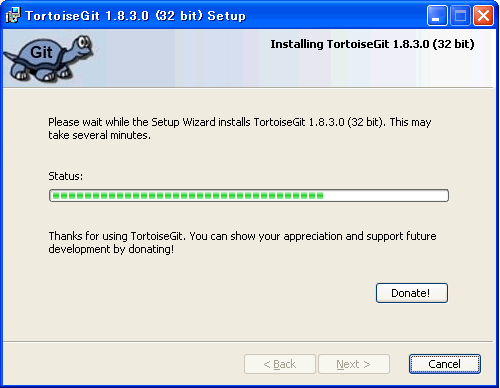 TortoiseGit 1.8.3.0 (32 bit) Setup
Git
Installing TortoiseGit 1.8.3.0 (32 bit)
Please wait while the Setup Wizard installs TortoiseGit 1.8.3.0 (32 bit). This may
take several minutes.
Status:
Thanks for using TortoiseGit. You can show your appreciation and support future
development by donating!
Donate!
< Back
Next >
Cancel